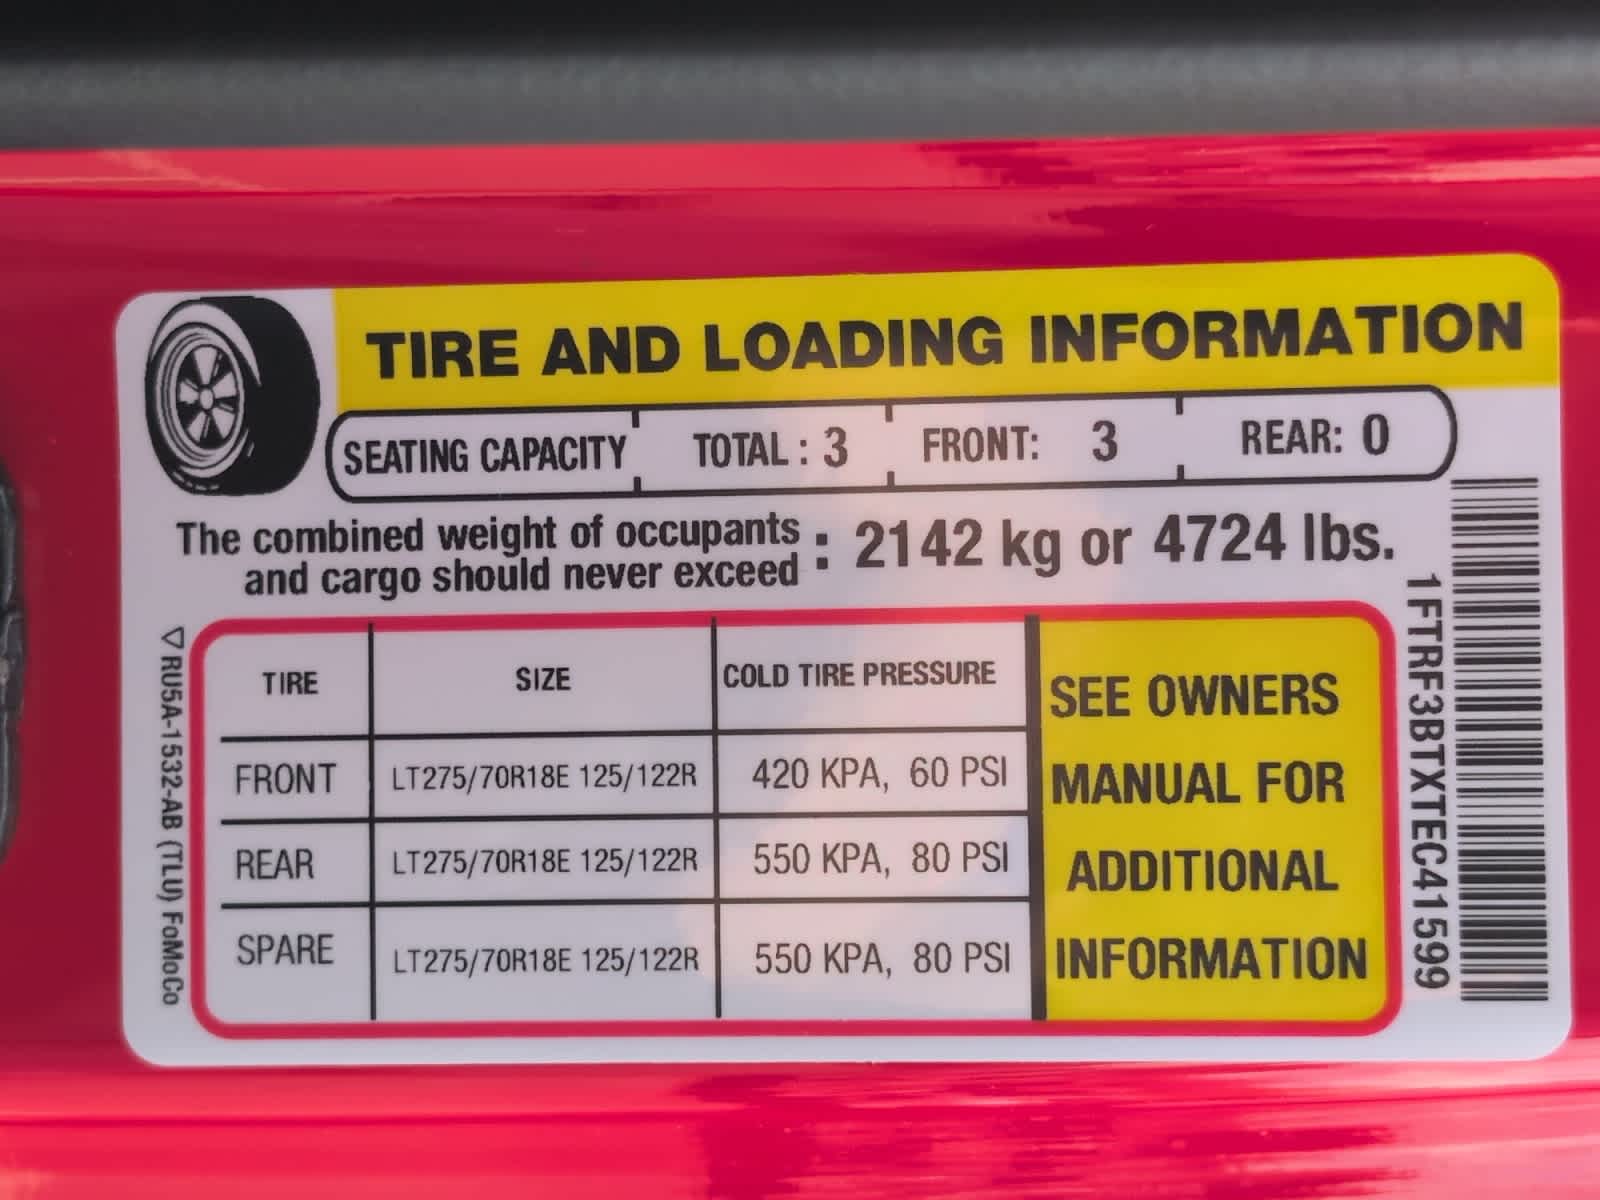 TIRE AND LOADING INFORMATION
SEATING CAPACITY TOTAL : 3 FRONT: 3 REAR: 0
The combined weight of occupants
and cargo should never exceed : 2142 kg or 4724 lbs.
TIRE SIZE COLD TIRE PRESSURE
FRONT LT275/70R18E 125/122R 420 KPA, 60 PSI
REAR LT275/70R18E 125/122R 550 KPA, 80 PSI
SPARE LT275/70R18E 125/122R 550 KPA, 80 PSI
SEE OWNERS
MANUAL FOR
ADDITIONAL
INFORMATION
RU5A-1532-AB (TLU) FoMoCo
1FTRF3BTXTEC41599